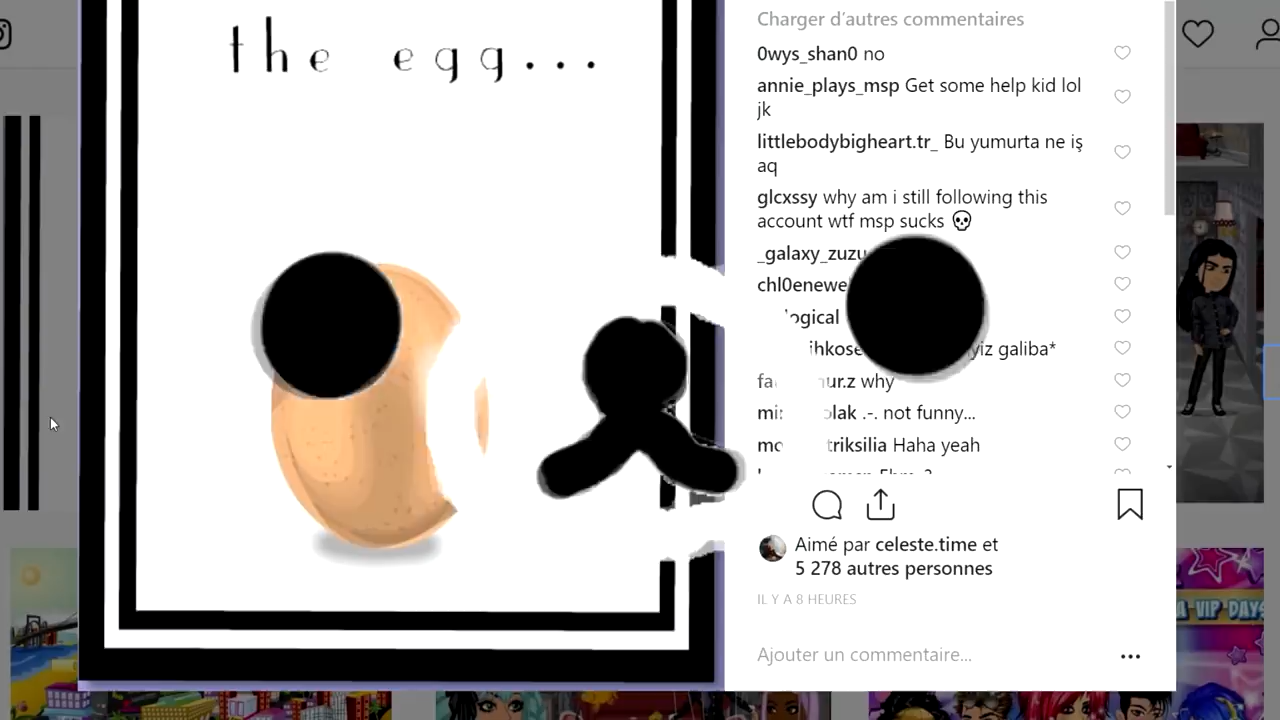 the egg...
Charger d'autres commentaires
0wys_shan0 no
annie_plays_msp Get some help kid lol
jk
littlebodybigheart.tr_ Bu yumurta ne iş
aq
glcxssy why am i still following this
account wtf msp sucks 💀
_galaxy_zuzu
chl0enewe
logical
galiba*
why
.-. not funny...
triksilia Haha yeah
Aimé par celeste.time et
5 278 autres personnes
IL Y A 8 HEURES
Ajouter un commentaire...
VIP DAYS